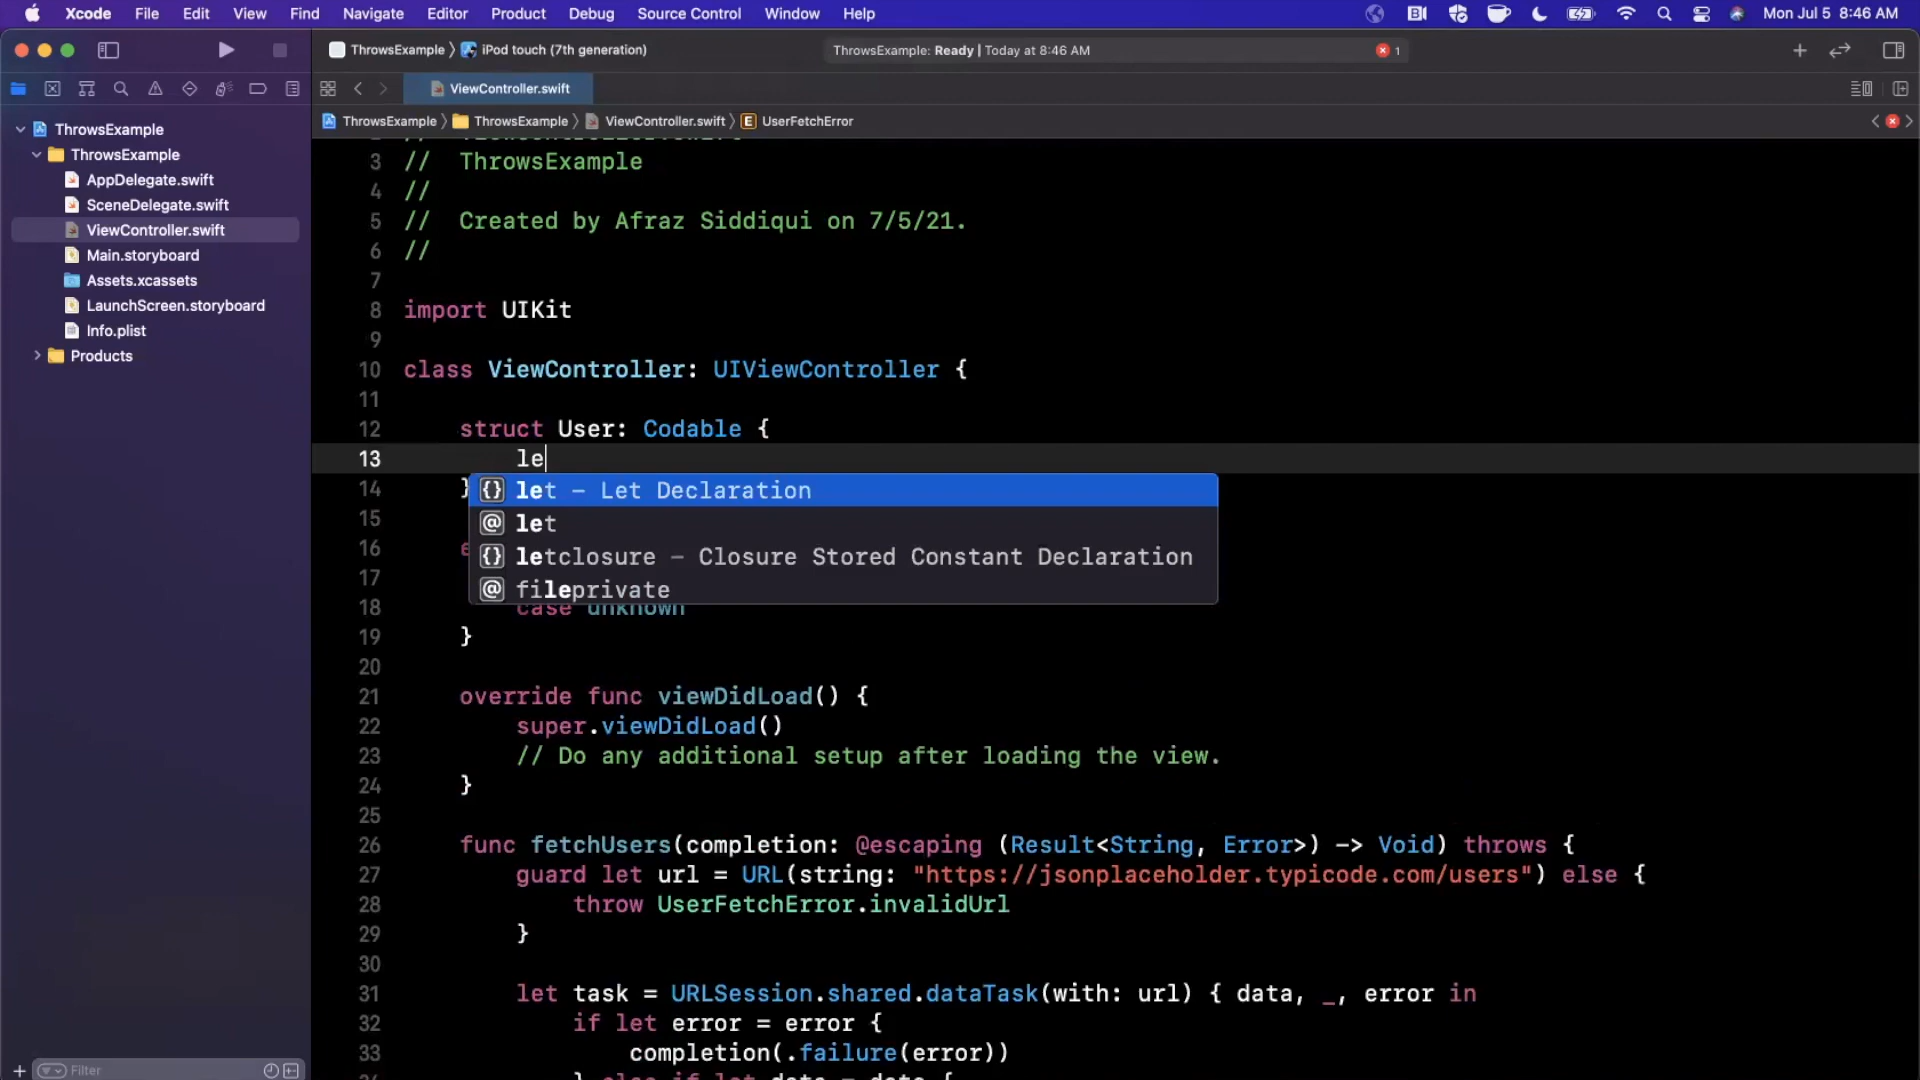 Xcode File Edit View Find Navigate Editor Product Debug Source Control Window Help Mon Jul 5 8:46 AM
ThrowsExample iPod touch (7th generation) ThrowsExample: Ready | Today at 8:46 AM 1
ViewController.swift
ThrowsExample ThrowsExample ViewController.swift E UserFetchError
ThrowsExample
ThrowsExample
AppDelegate.swift
SceneDelegate.swift
ViewController.swift
Main.storyboard
Assets.xcassets
LaunchScreen.storyboard
Info.plist
Products
Filter
3 // ThrowsExample
4 //
5 // Created by Afraz Siddiqui on 7/5/21.
6 //
7
8 import UIKit
9
10 class ViewController: UIViewController {
11
12 struct User: Codable {
13 le
{} let – Let Declaration
@ let
{} letclosure – Closure Stored Constant Declaration
@ fileprivate
14 }
15
16 e
17
18 case unknown
19 }
20
21 override func viewDidLoad() {
22 super.viewDidLoad()
23 // Do any additional setup after loading the view.
24 }
25
26 func fetchUsers(completion: @escaping (Result<String, Error>) -> Void) throws {
27 guard let url = URL(string: "https://jsonplaceholder.typicode.com/users") else {
28 throw UserFetchError.invalidUrl
29 }
30
31 let task = URLSession.shared.dataTask(with: url) { data, _, error in
32 if let error = error {
33 completion(.failure(error))
} else if let data = data {